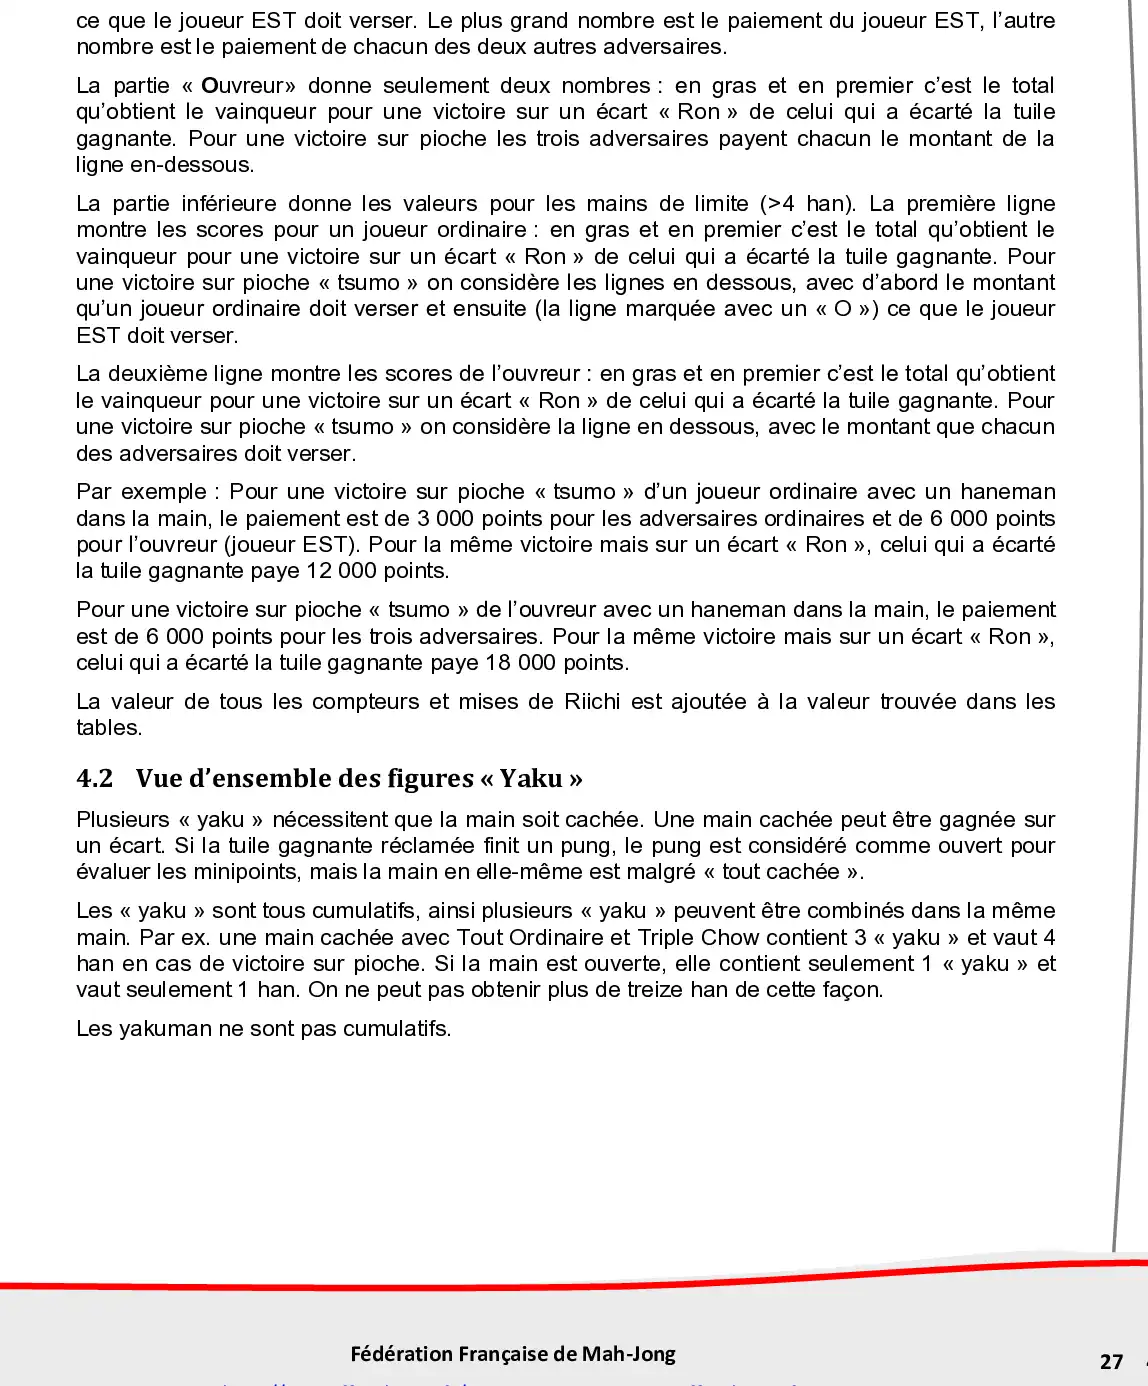 ce que le joueur EST doit verser. Le plus grand nombre est le paiement du joueur EST, l’autre
nombre est le paiement de chacun des deux autres adversaires.
La partie « Ouvreur» donne seulement deux nombres : en gras et en premier c’est le total
qu’obtient le vainqueur pour une victoire sur un écart « Ron » de celui qui a écarté la tuile
gagnante. Pour une victoire sur pioche les trois adversaires payent chacun le montant de la
ligne en-dessous.
La partie inférieure donne les valeurs pour les mains de limite (>4 han). La première ligne
montre les scores pour un joueur ordinaire : en gras et en premier c’est le total qu’obtient le
vainqueur pour une victoire sur un écart « Ron » de celui qui a écarté la tuile gagnante. Pour
une victoire sur pioche « tsumo » on considère les lignes en dessous, avec d’abord le montant
qu’un joueur ordinaire doit verser et ensuite (la ligne marquée avec un « O ») ce que le joueur
EST doit verser.
La deuxième ligne montre les scores de l’ouvreur : en gras et en premier c’est le total qu’obtient
le vainqueur pour une victoire sur un écart « Ron » de celui qui a écarté la tuile gagnante. Pour
une victoire sur pioche « tsumo » on considère la ligne en dessous, avec le montant que chacun
des adversaires doit verser.
Par exemple : Pour une victoire sur pioche « tsumo » d’un joueur ordinaire avec un haneman
dans la main, le paiement est de 3 000 points pour les adversaires ordinaires et de 6 000 points
pour l’ouvreur (joueur EST). Pour la même victoire mais sur un écart « Ron », celui qui a écarté
la tuile gagnante paye 12 000 points.
Pour une victoire sur pioche « tsumo » de l’ouvreur avec un haneman dans la main, le paiement
est de 6 000 points pour les trois adversaires. Pour la même victoire mais sur un écart « Ron »,
celui qui a écarté la tuile gagnante paye 18 000 points.
La valeur de tous les compteurs et mises de Riichi est ajoutée à la valeur trouvée dans les
tables.
4.2 Vue d’ensemble des figures « Yaku »
Plusieurs « yaku » nécessitent que la main soit cachée. Une main cachée peut être gagnée sur
un écart. Si la tuile gagnante réclamée finit un pung, le pung est considéré comme ouvert pour
évaluer les minipoints, mais la main en elle-même est malgré « tout cachée ».
Les « yaku » sont tous cumulatifs, ainsi plusieurs « yaku » peuvent être combinés dans la même
main. Par ex. une main cachée avec Tout Ordinaire et Triple Chow contient 3 « yaku » et vaut 4
han en cas de victoire sur pioche. Si la main est ouverte, elle contient seulement 1 « yaku » et
vaut seulement 1 han. On ne peut pas obtenir plus de treize han de cette façon.
Les yakuman ne sont pas cumulatifs.
Fédération Française de Mah-Jong
27